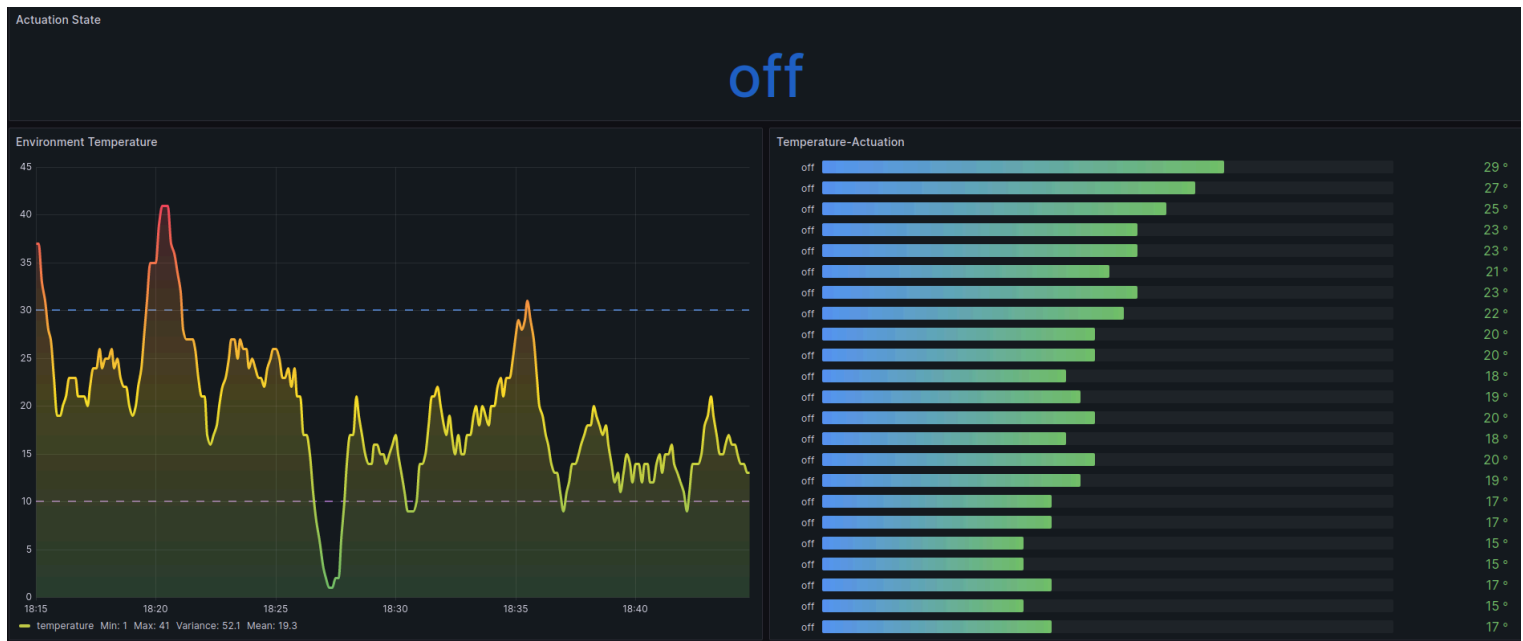 Actuation State
off
Environment Temperature
45
40
35
30
25
20
15
10
5
0
18:15 18:20 18:25 18:30 18:35 18:40
temperature Min: 1 Max: 41 Variance: 52.1 Mean: 19.3
Temperature-Actuation
off 29 °
off 27 °
off 25 °
off 23 °
off 23 °
off 21 °
off 23 °
off 22 °
off 20 °
off 20 °
off 18 °
off 19 °
off 20 °
off 18 °
off 20 °
off 19 °
off 17 °
off 17 °
off 15 °
off 15 °
off 17 °
off 15 °
off 17 °